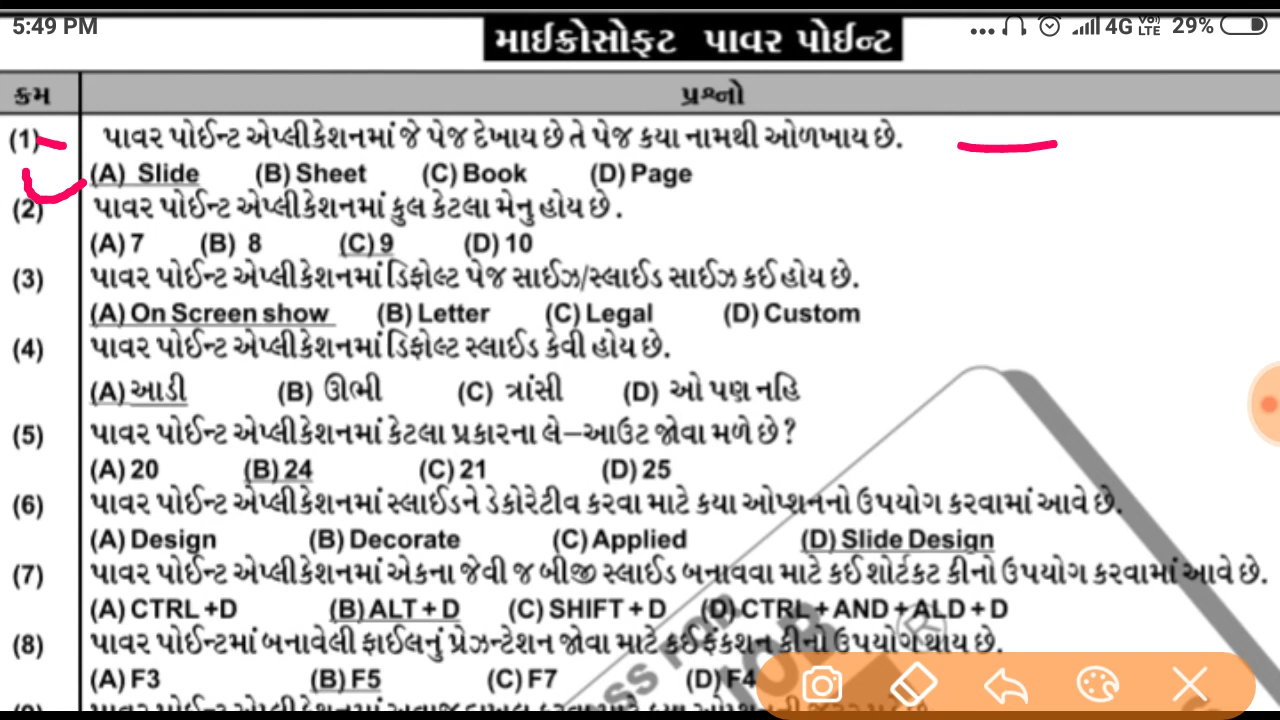 5:49 PM
... 4G VoLTE 29%
માઈક્રોસોફટ પાવર પોઈન્ટ
ક્રમ પ્રશ્નો
(1) પાવર પોઈન્ટ એપ્લીકેશનમાં જે પેજ દેખાય છે તે પેજ કયા નામથી ઓળખાય છે.
(A) Slide (B) Sheet (C) Book (D) Page
(2) પાવર પોઈન્ટ એપ્લીકેશનમાં કુલ કેટલા મેનુ હોય છે.
(A) 7 (B) 8 (C) 9 (D) 10
(3) પાવર પોઈન્ટ એપ્લીકેશનમાં ડિફોલ્ટ પેજ સાઈઝ/સ્લાઈડ સાઈઝ કઈ હોય છે.
(A) On Screen show (B) Letter (C) Legal (D) Custom
(4) પાવર પોઈન્ટ એપ્લીકેશનમાં ડિફોલ્ટ સ્લાઈડ કેવી હોય છે.
(A) આડી (B) ઊભી (C) ત્રાંસી (D) ઓ પણ નહિ
(5) પાવર પોઈન્ટ એપ્લીકેશનમાં કેટલા પ્રકારના લે–આઉટ જોવા મળે છે?
(A) 20 (B) 24 (C) 21 (D) 25
(6) પાવર પોઈન્ટ એપ્લીકેશનમાં સ્લાઈડને ડેકોરેટીવ કરવા માટે કયા ઓપ્શનનો ઉપયોગ કરવામાં આવે છે.
(A) Design (B) Decorate (C) Applied (D) Slide Design
(7) પાવર પોઈન્ટ એપ્લીકેશનમાં એકના જેવી જ બીજી સ્લાઈડ બનાવવા માટે કઈ શોર્ટકટ કીનો ઉપયોગ કરવામાં આવે છે.
(A) CTRL +D (B) ALT + D (C) SHIFT + D (D) CTRL + AND + ALD + D
(8) પાવર પોઈન્ટમાં બનાવેલી ફાઈલનું પ્રેઝન્ટેશન જોવા માટે કઈ ફંકશન કીનો ઉપયોગ થાય છે.
(A) F3 (B) F5 (C) F7 (D) F4